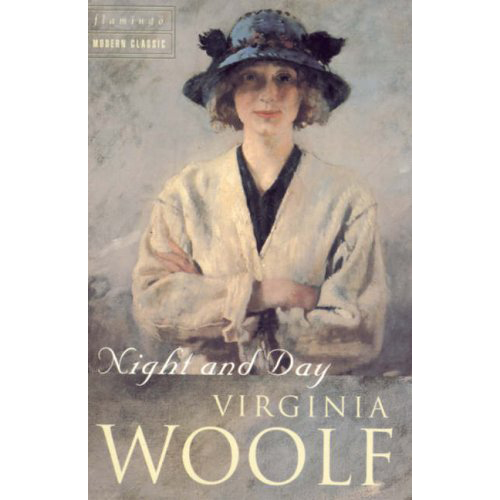 flamingo
MODERN CLASSIC
Night and Day
VIRGINIA
WOOLF